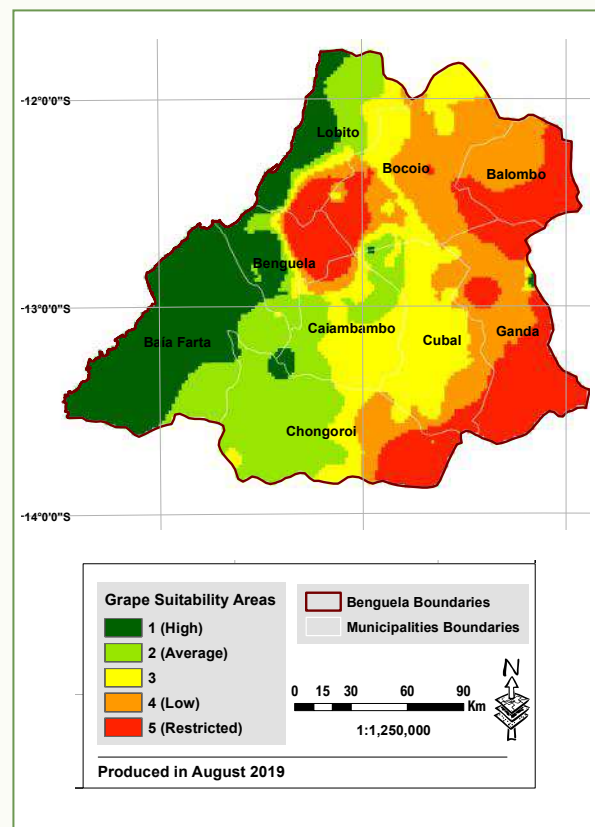 -12°0'0"S
Lobito
Bocoio
Balombo
Benguela
-13°0'0"S
Baia Farta
Caiambambo
Cubal
Ganda
Chongoroi
-14°0'0"S
Grape Suitability Areas
1 (High)
2 (Average)
3
4 (Low)
5 (Restricted)
Benguela Boundaries
Municipalities Boundaries
N
0 15 30 60 90
Km
1:1,250,000
Produced in August 2019